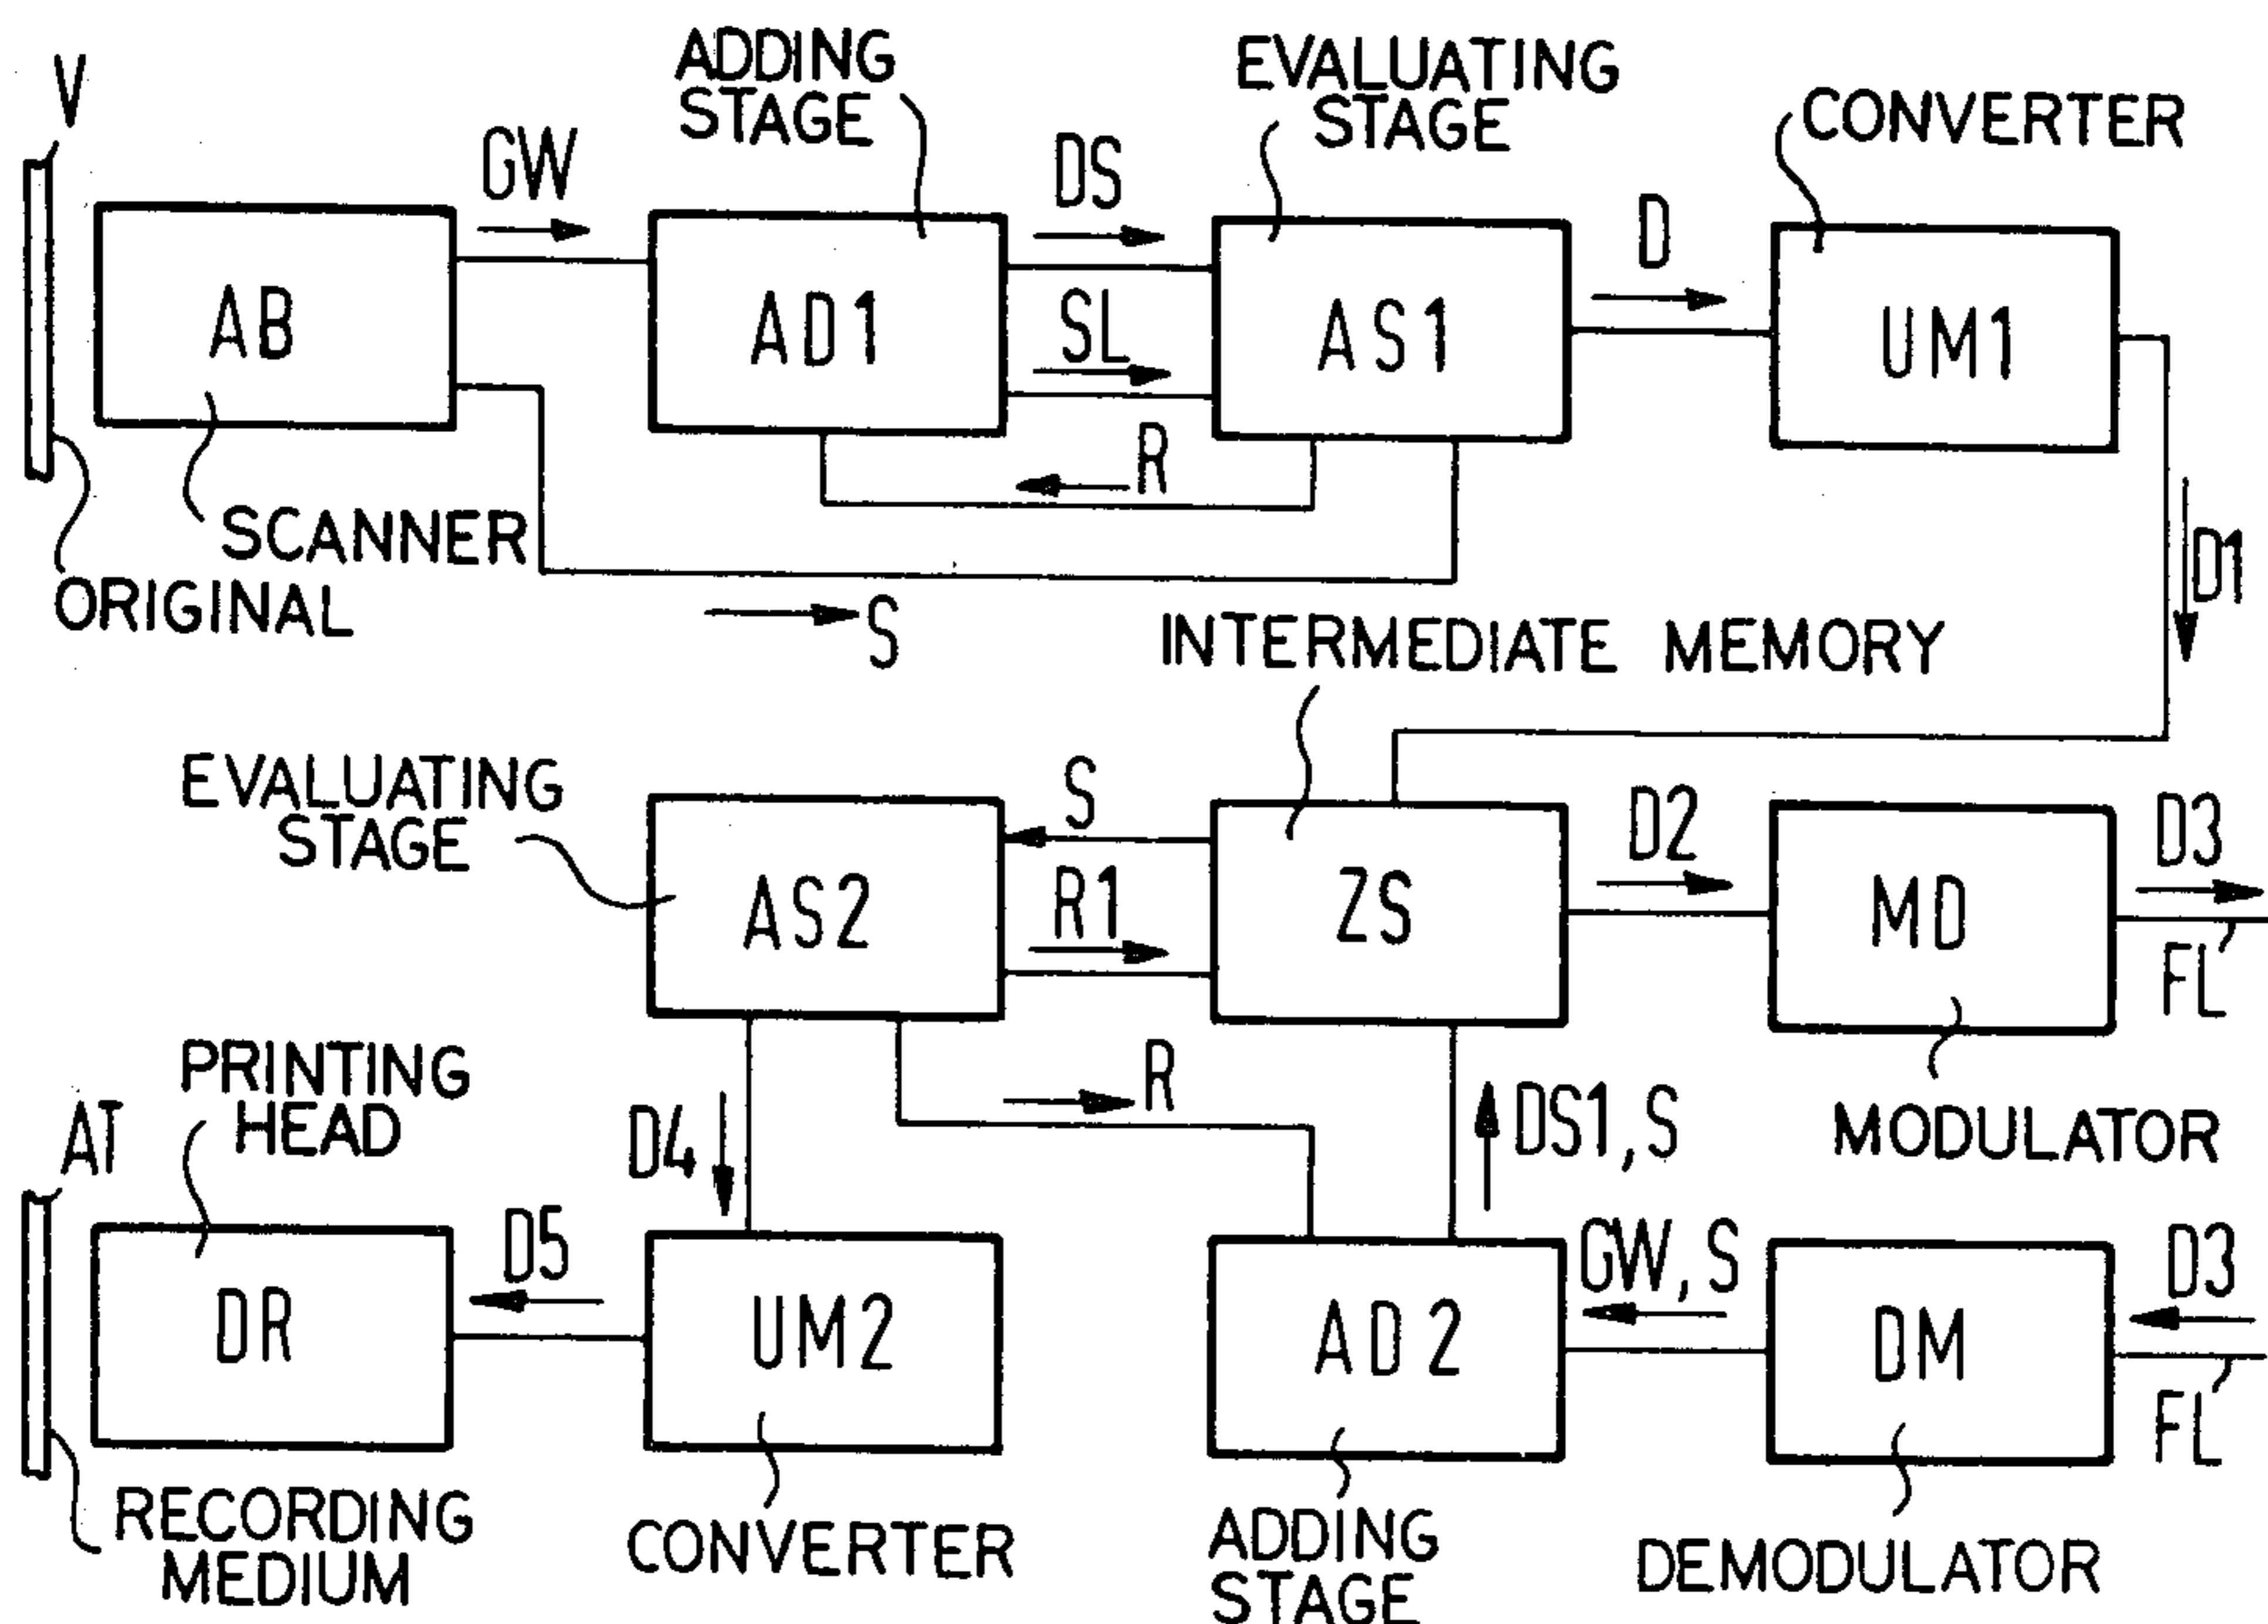 V
ADDING
STAGE
EVALUATING
STAGE
CONVERTER
GW
DS
D
AB
AD1
SL
AS1
UM1
R
SCANNER
ORIGINAL
S
D1
INTERMEDIATE MEMORY
EVALUATING
STAGE
S
D2
D3
AS2
R1
ZS
MD
FL
PRINTING
HEAD
AT
D4
R
DS1,S
MODULATOR
D5
GW,S
D3
DR
UM2
AD2
DM
FL
RECORDING
MEDIUM
CONVERTER
ADDING
STAGE
DEMODULATOR